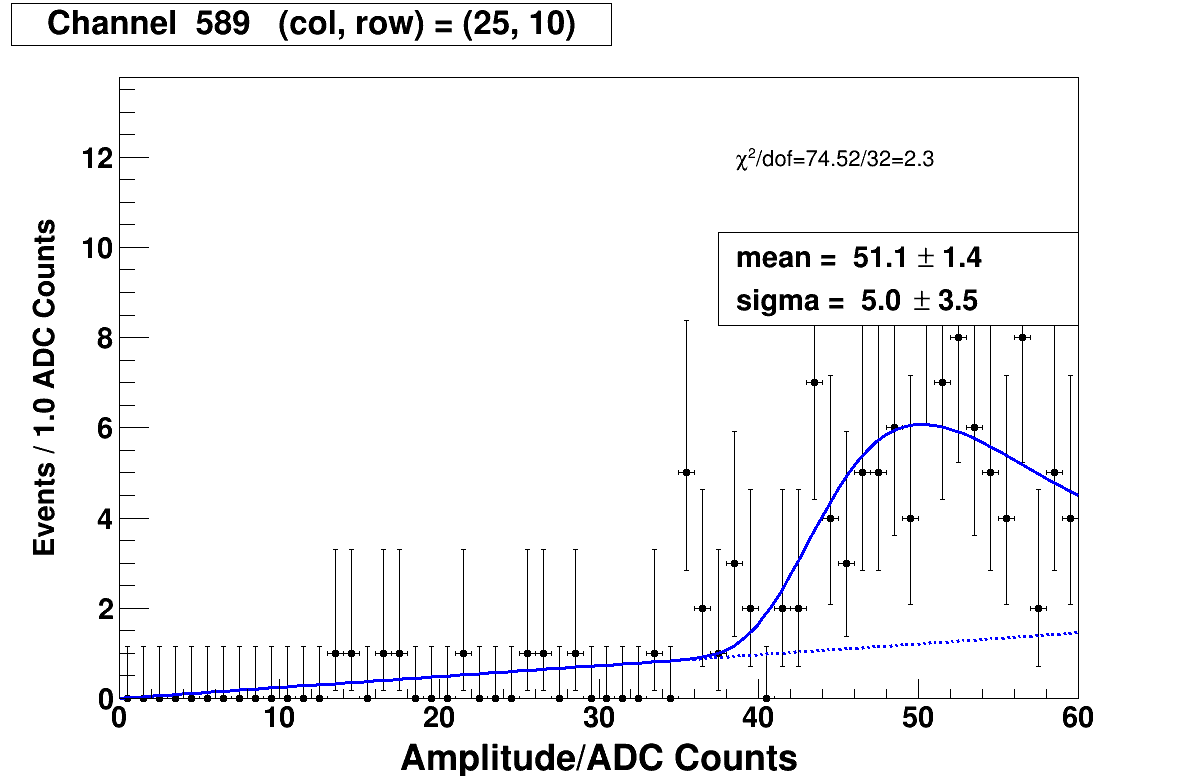 Channel 589 (col, row) = (25, 10)
χ²/dof=74.52/32=2.3
mean = 51.1 ± 1.4
sigma = 5.0 ± 3.5
Events / 1.0 ADC Counts
12
10
8
6
4
2
0
0 10 20 30 40 50 60
Amplitude/ADC Counts